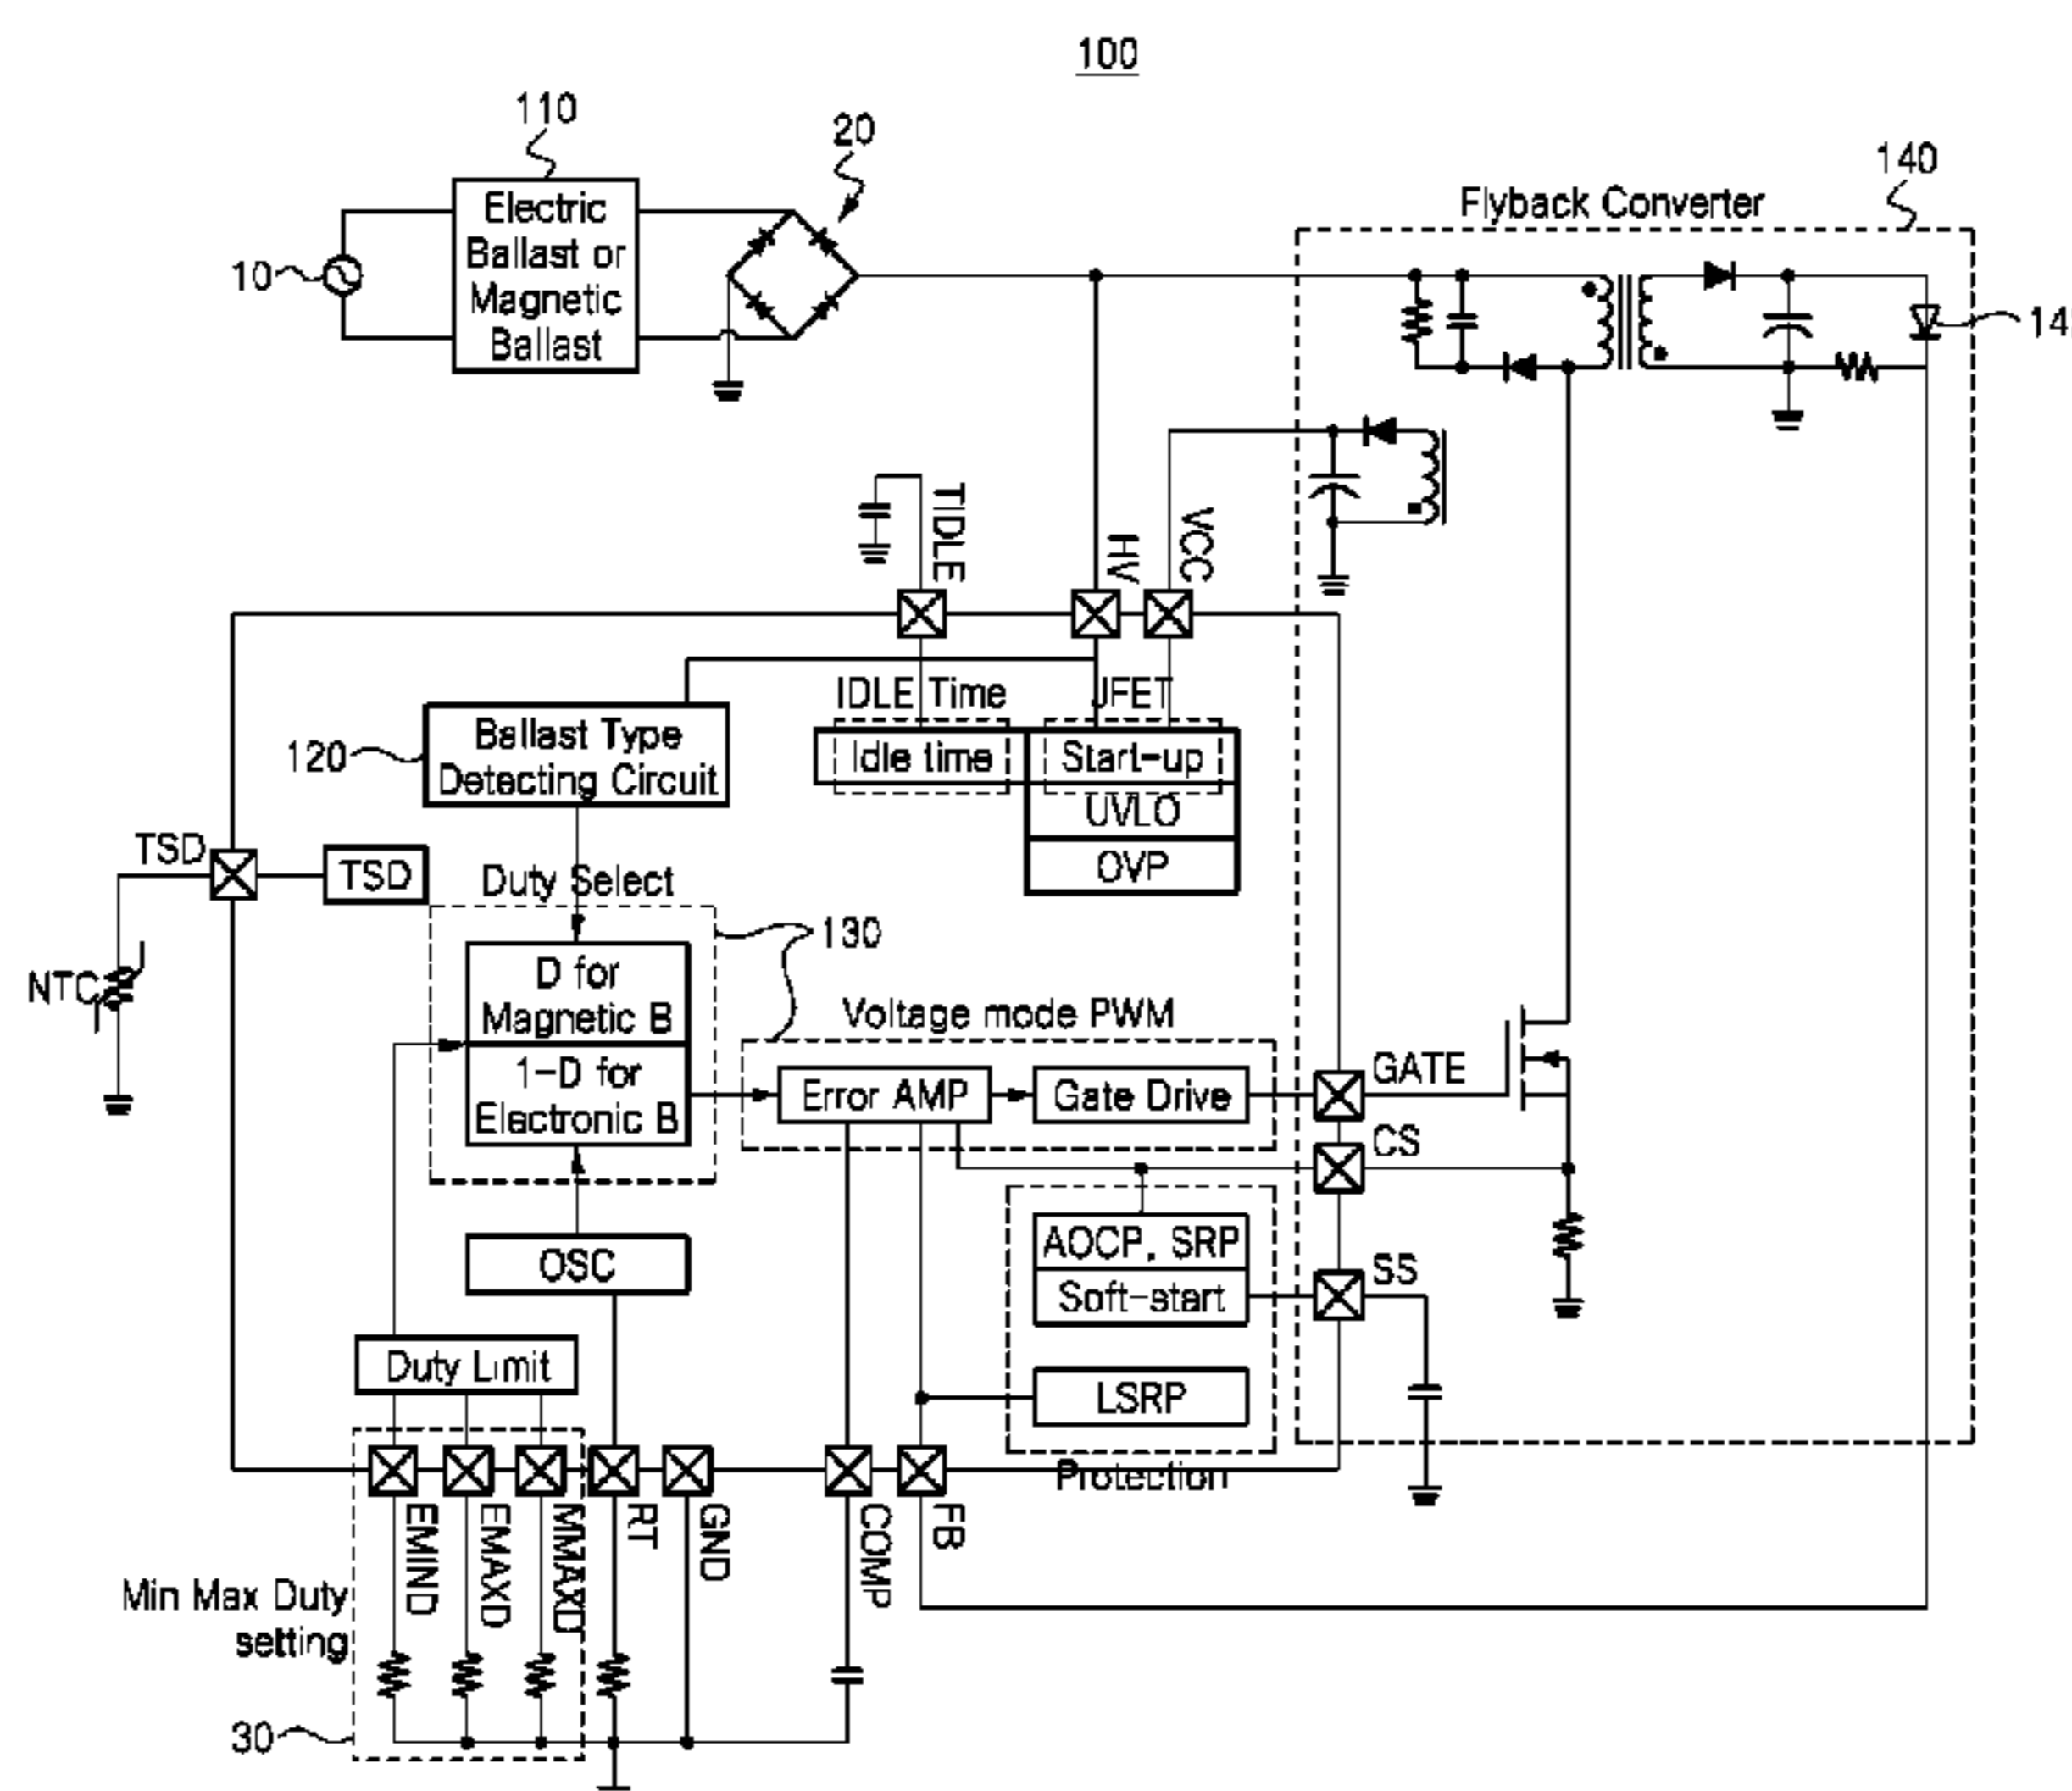 100
110
20
140
Flyback Converter
Electric
Ballast or
Magnetic
Ballast
10
14
TIDLE
HV
VCC
IDLE Time
JFET
Ballast Type
Detecting Circuit
120
Idle time
Start-up
UVLO
OVP
TSD
TSD
Duty Select
130
NTC
D for
Magnetic B
1-D for
Electronic B
Voltage mode PWM
Error AMP
Gate Drive
GATE
CS
AOCP, SRP
Soft-start
SS
OSC
Duty Limit
LSRP
Protection
EMIND
EMAXD
MMAXD
RT
GND
COMP
FB
Min Max Duty
setting
30